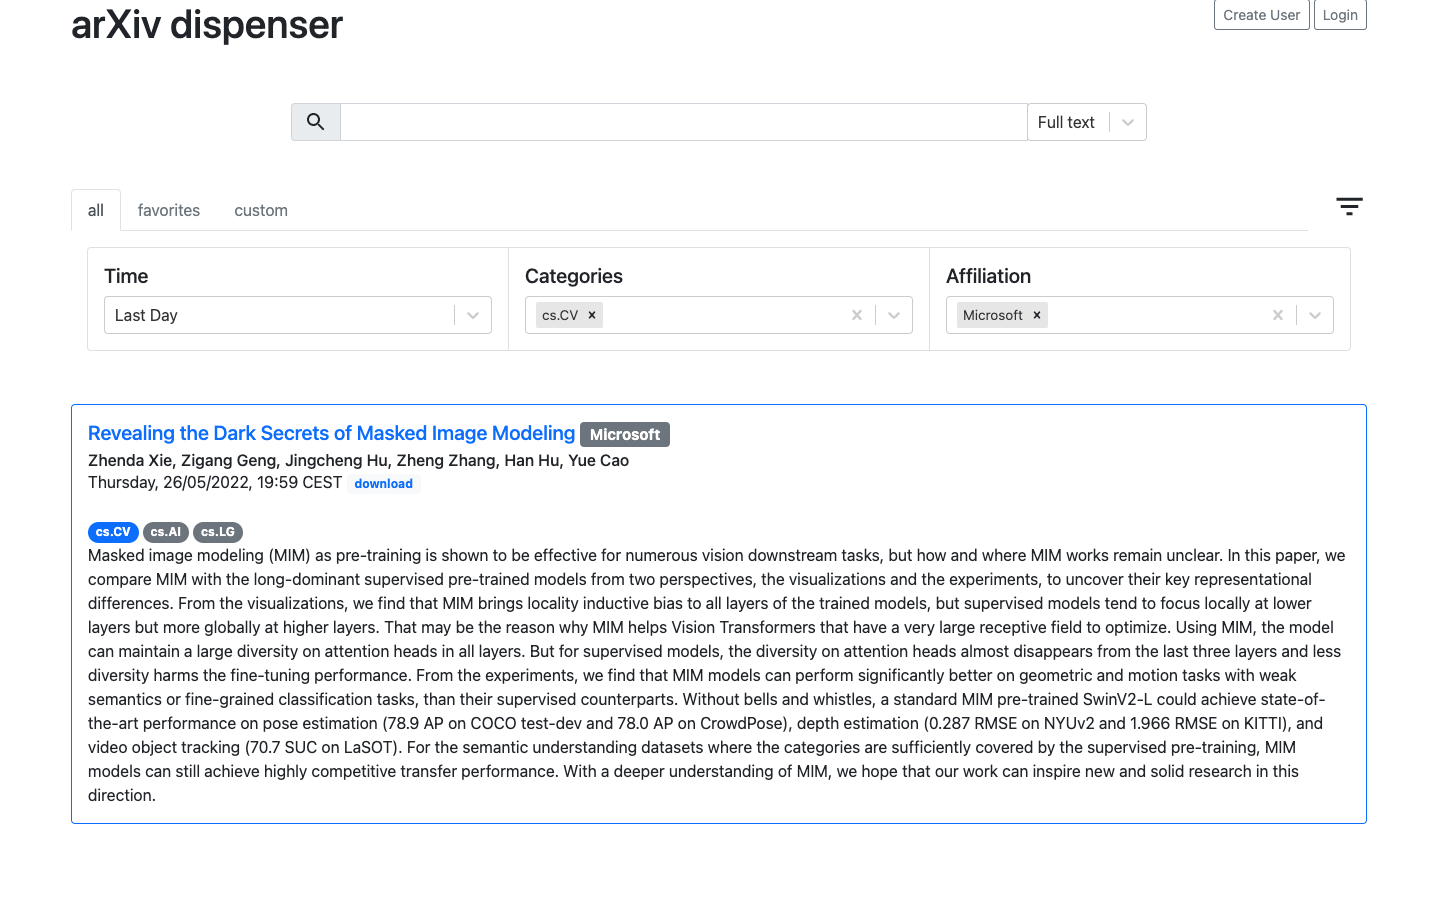 arXiv dispenser
Create User
Login
Full text
all
favorites
custom
Time
Categories
Affiliation
Last Day
cs.CV
Microsoft
Revealing the Dark Secrets of Masked Image Modeling Microsoft
Zhenda Xie, Zigang Geng, Jingcheng Hu, Zheng Zhang, Han Hu, Yue Cao
Thursday, 26/05/2022, 19:59 CEST download
cs.CV cs.AI cs.LG
Masked image modeling (MIM) as pre-training is shown to be effective for numerous vision downstream tasks, but how and where MIM works remain unclear. In this paper, we
compare MIM with the long-dominant supervised pre-trained models from two perspectives, the visualizations and the experiments, to uncover their key representational
differences. From the visualizations, we find that MIM brings locality inductive bias to all layers of the trained models, but supervised models tend to focus locally at lower
layers but more globally at higher layers. That may be the reason why MIM helps Vision Transformers that have a very large receptive field to optimize. Using MIM, the model
can maintain a large diversity on attention heads in all layers. But for supervised models, the diversity on attention heads almost disappears from the last three layers and less
diversity harms the fine-tuning performance. From the experiments, we find that MIM models can perform significantly better on geometric and motion tasks with weak
semantics or fine-grained classification tasks, than their supervised counterparts. Without bells and whistles, a standard MIM pre-trained SwinV2-L could achieve state-of-
the-art performance on pose estimation (78.9 AP on COCO test-dev and 78.0 AP on CrowdPose), depth estimation (0.287 RMSE on NYUv2 and 1.966 RMSE on KITTI), and
video object tracking (70.7 SUC on LaSOT). For the semantic understanding datasets where the categories are sufficiently covered by the supervised pre-training, MIM
models can still achieve highly competitive transfer performance. With a deeper understanding of MIM, we hope that our work can inspire new and solid research in this
direction.